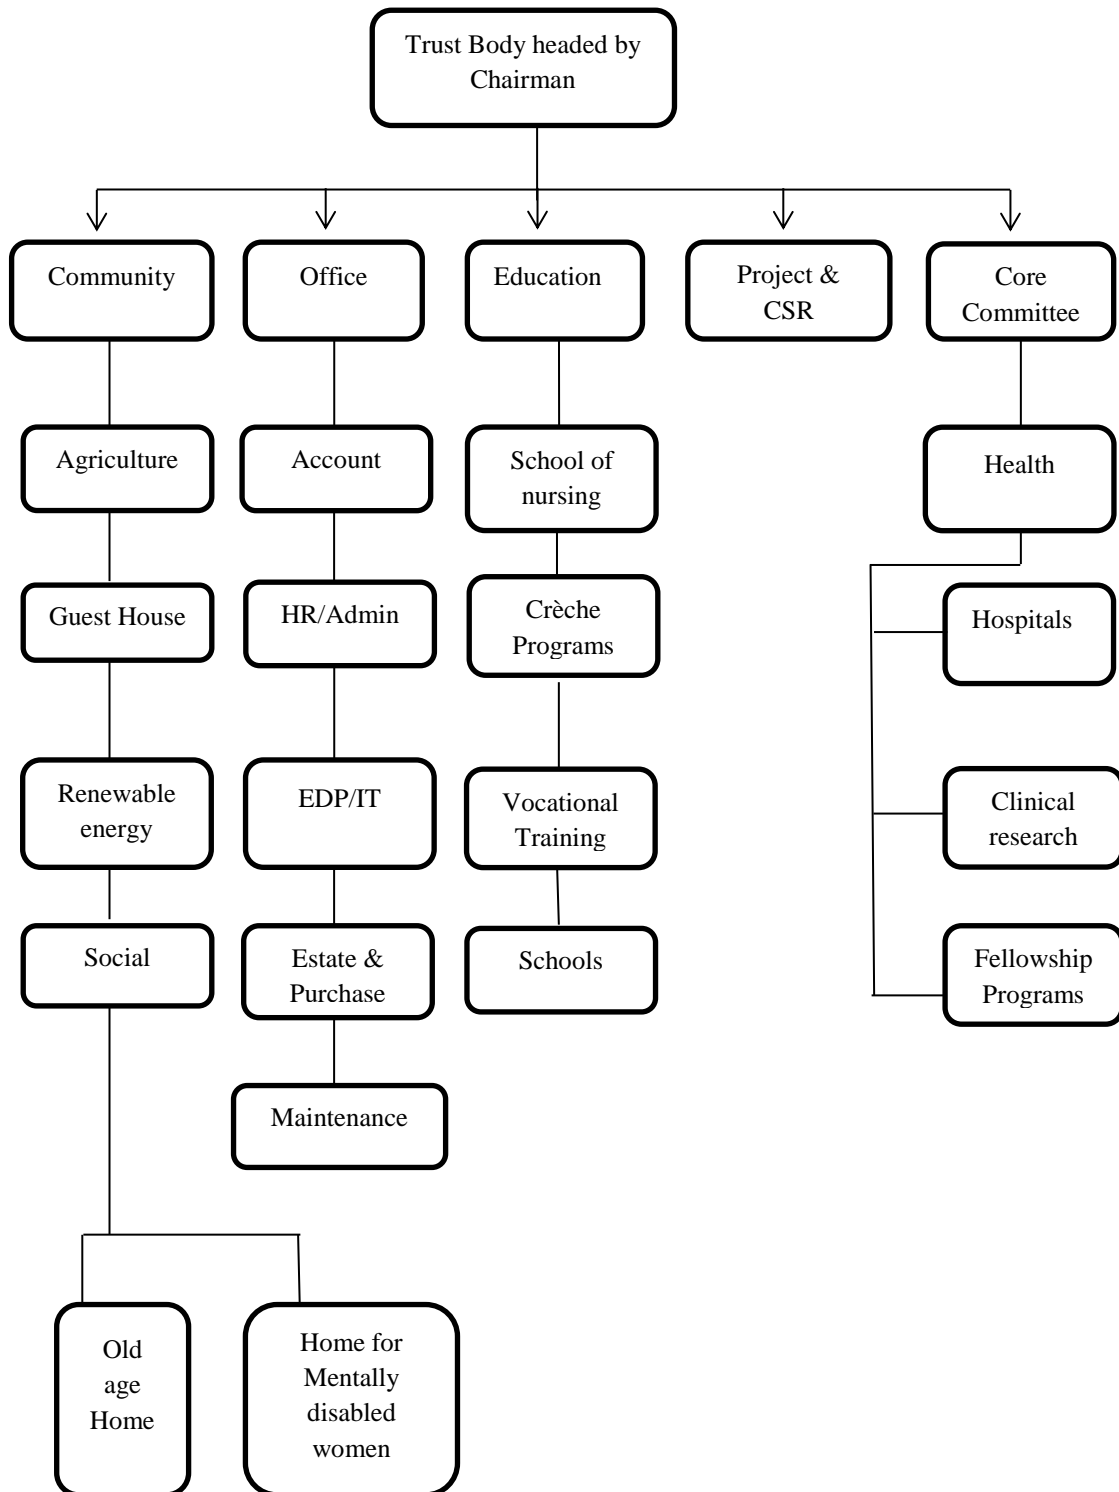 Trust Body headed by
Chairman
Community
Office
Education
Project &
CSR
Core
Committee
Agriculture
Account
School of
nursing
Health
Guest House
HR/Admin
Crèche
Programs
Hospitals
Renewable
energy
EDP/IT
Vocational
Training
Clinical
research
Social
Estate &
Purchase
Schools
Fellowship
Programs
Maintenance
Old
age
Home
Home for
Mentally
disabled
women